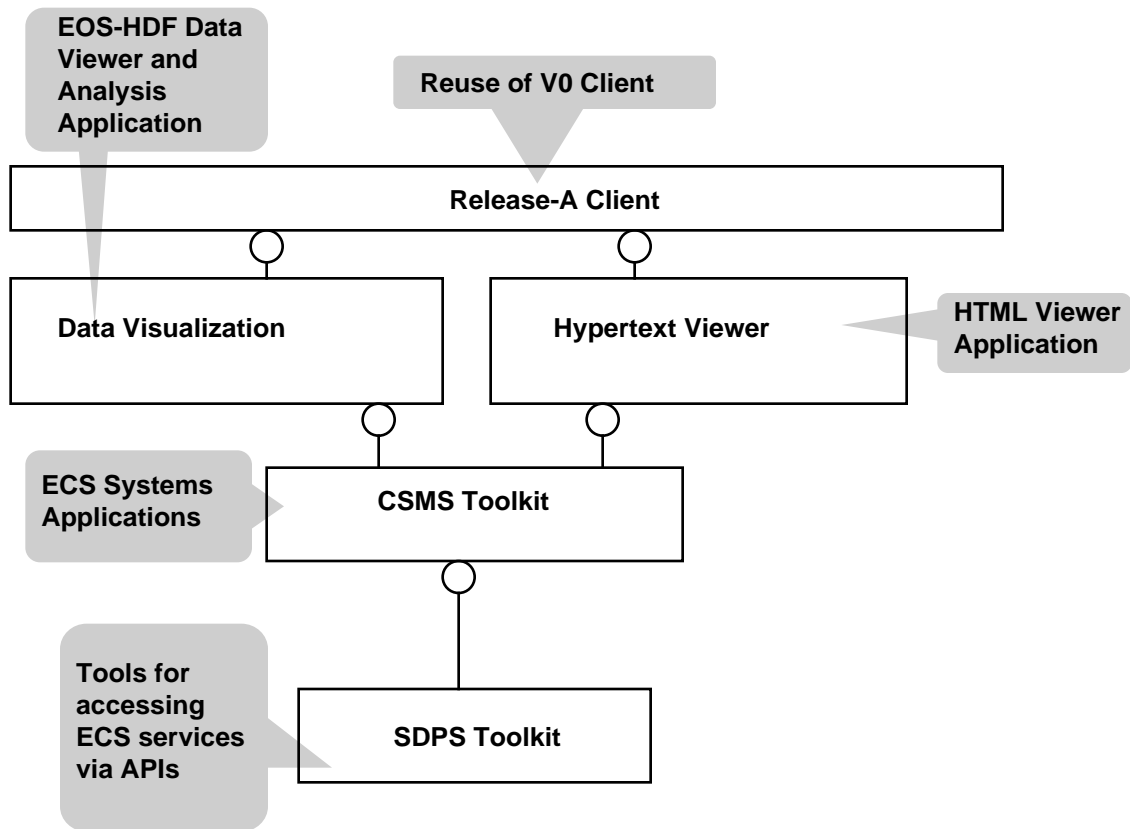 EOS-HDF Data
Viewer and
Analysis
Application
Reuse of V0 Client
Release-A Client
Data Visualization
Hypertext Viewer
HTML Viewer
Application
ECS Systems
Applications
CSMS Toolkit
Tools for
accessing
ECS services
via APIs
SDPS Toolkit